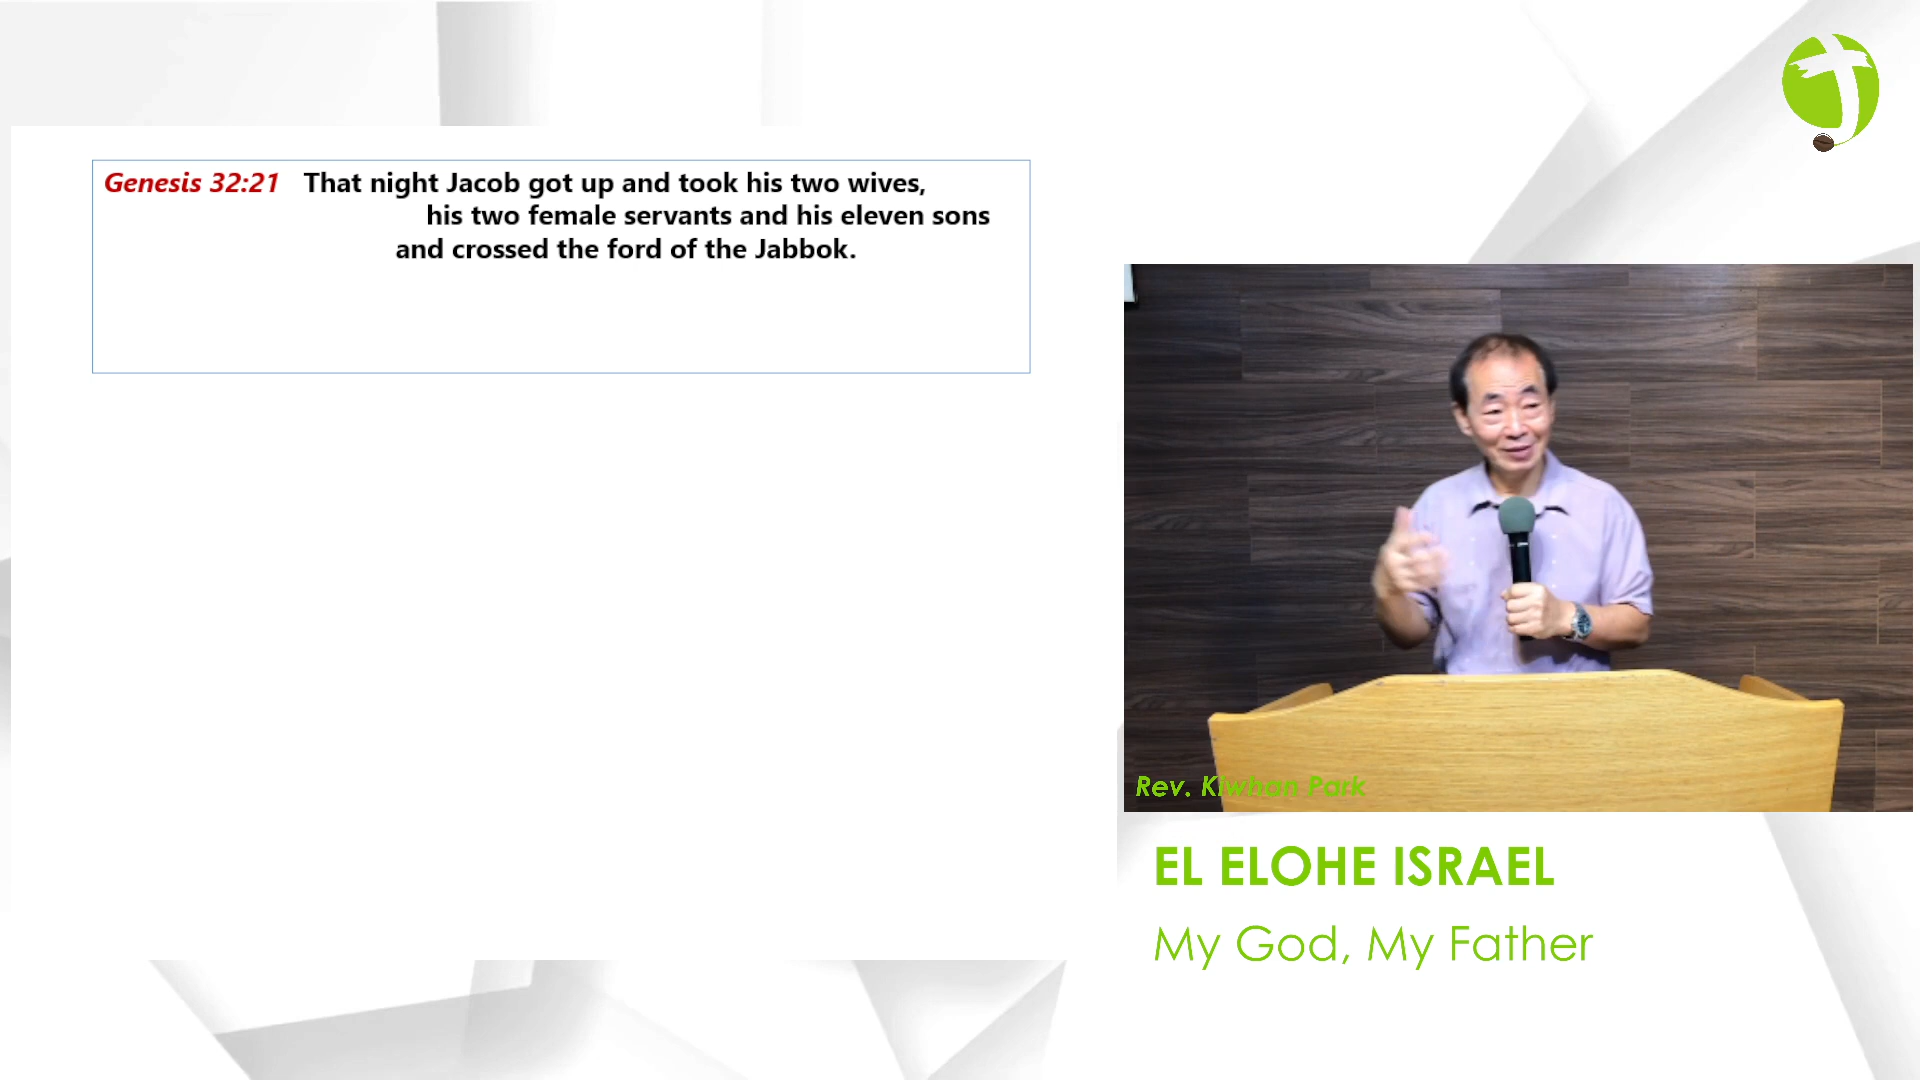 Genesis 32:21 That night Jacob got up and took his two wives,
his two female servants and his eleven sons
and crossed the ford of the Jabbok.
Rev. Kiwhan Park
EL ELOHE ISRAEL
My God, My Father